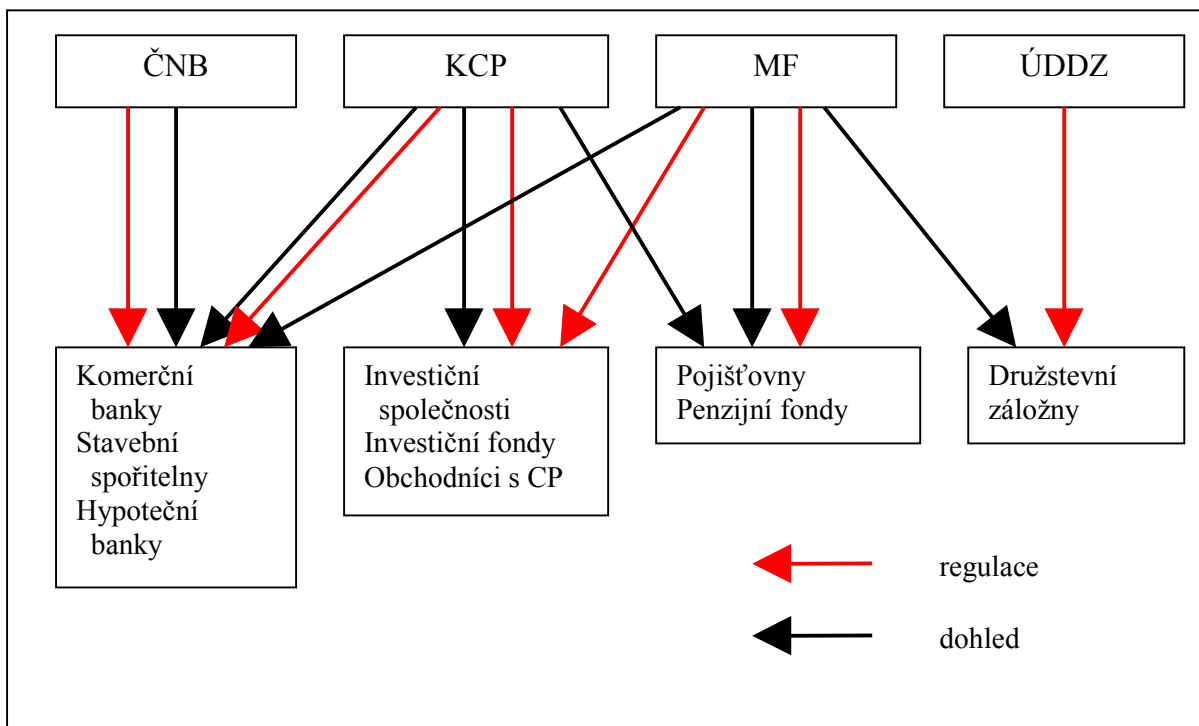 ČNB
KCP
MF
ÚDDZ
Komerční
banky
Stavební
spořitelny
Hypoteční
banky
Investiční
společnosti
Investiční fondy
Obchodníci s CP
Pojišťovny
Penzijní fondy
Družstevní
záložny
regulace
dohled